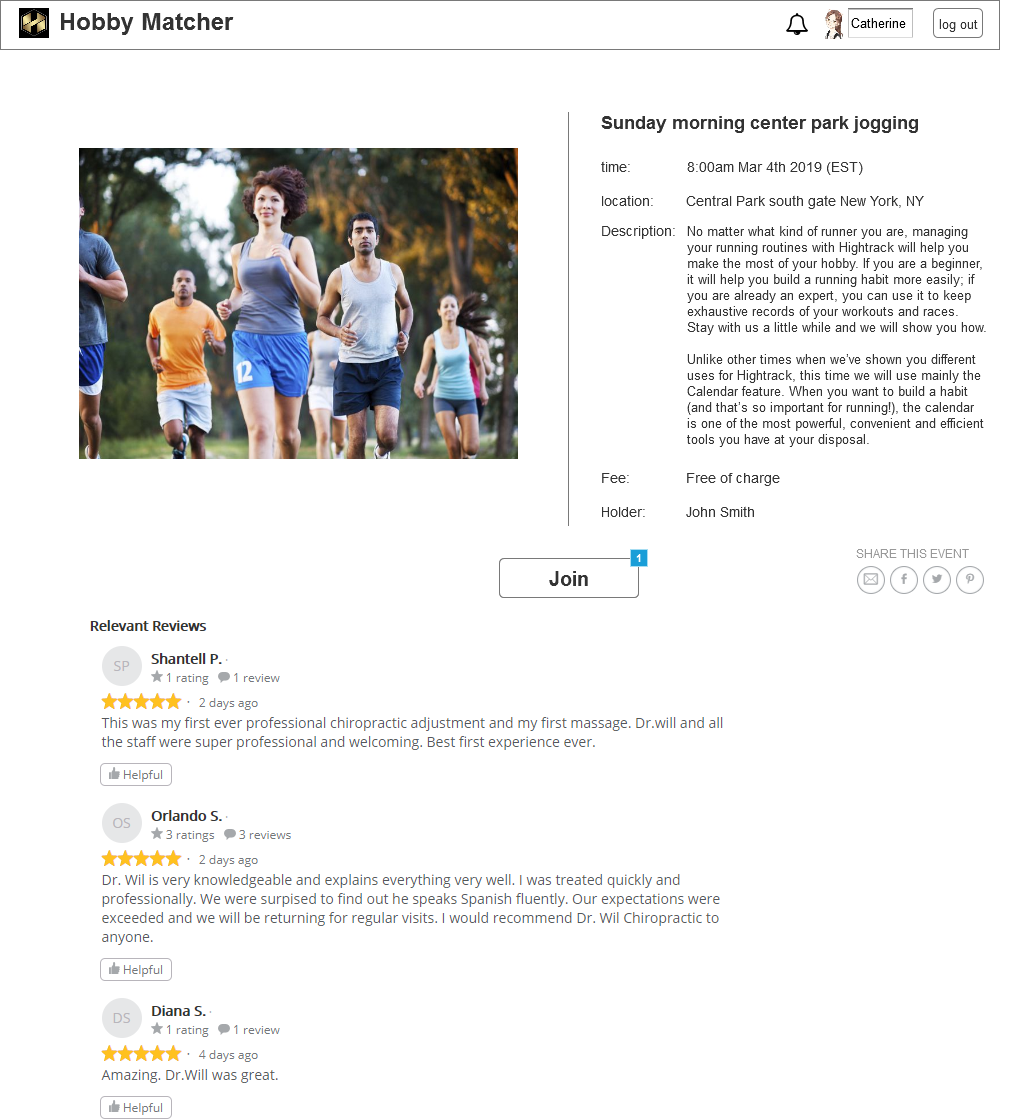 Hobby Matcher
Catherine
log out
Sunday morning center park jogging
time: 8:00am Mar 4th 2019 (EST)
location: Central Park south gate New York, NY
Description: No matter what kind of runner you are, managing
your running routines with Hightrack will help you
make the most of your hobby. If you are a beginner,
it will help you build a running habit more easily; if
you are already an expert, you can use it to keep
exhaustive records of your workouts and races.
Stay with us a little while and we will show you how.
Unlike other times when we've shown you different
uses for Hightrack, this time we will use mainly the
Calendar feature. When you want to build a habit
(and that's so important for running!), the calendar
is one of the most powerful, convenient and efficient
tools you have at your disposal.
Fee: Free of charge
Holder: John Smith
12
Join
1
SHARE THIS EVENT
Relevant Reviews
SP
Shantell P. ·
1 rating 1 review
· 2 days ago
This was my first ever professional chiropractic adjustment and my first massage. Dr.will and all
the staff were super professional and welcoming. Best first experience ever.
Helpful
OS
Orlando S. ·
3 ratings 3 reviews
· 2 days ago
Dr. Wil is very knowledgeable and explains everything very well. I was treated quickly and
professionally. We were surpised to find out he speaks Spanish fluently. Our expectations were
exceeded and we will be returning for regular visits. I would recommend Dr. Wil Chiropractic to
anyone.
Helpful
DS
Diana S. ·
1 rating 1 review
· 4 days ago
Amazing. Dr.Will was great.
Helpful